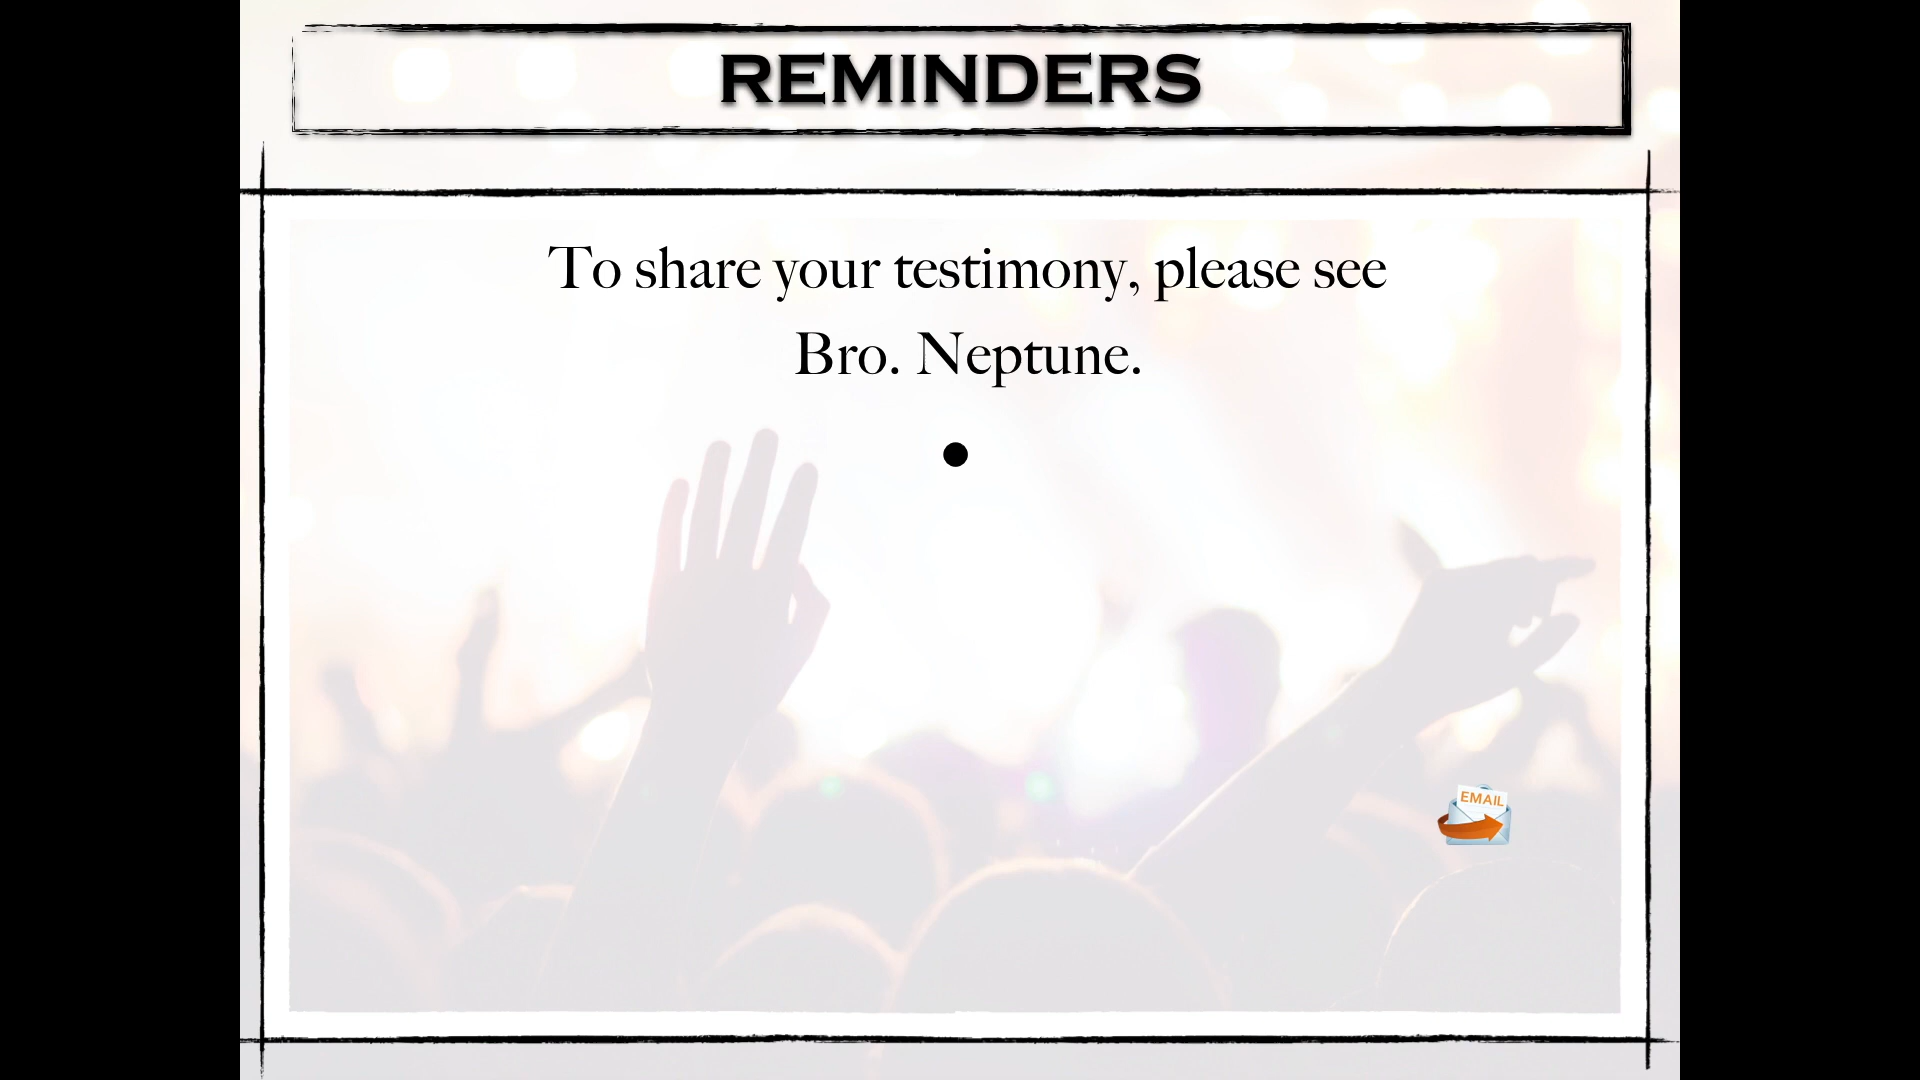 REMINDERS
To share your testimony, please see
Bro. Neptune.
•
EMAIL